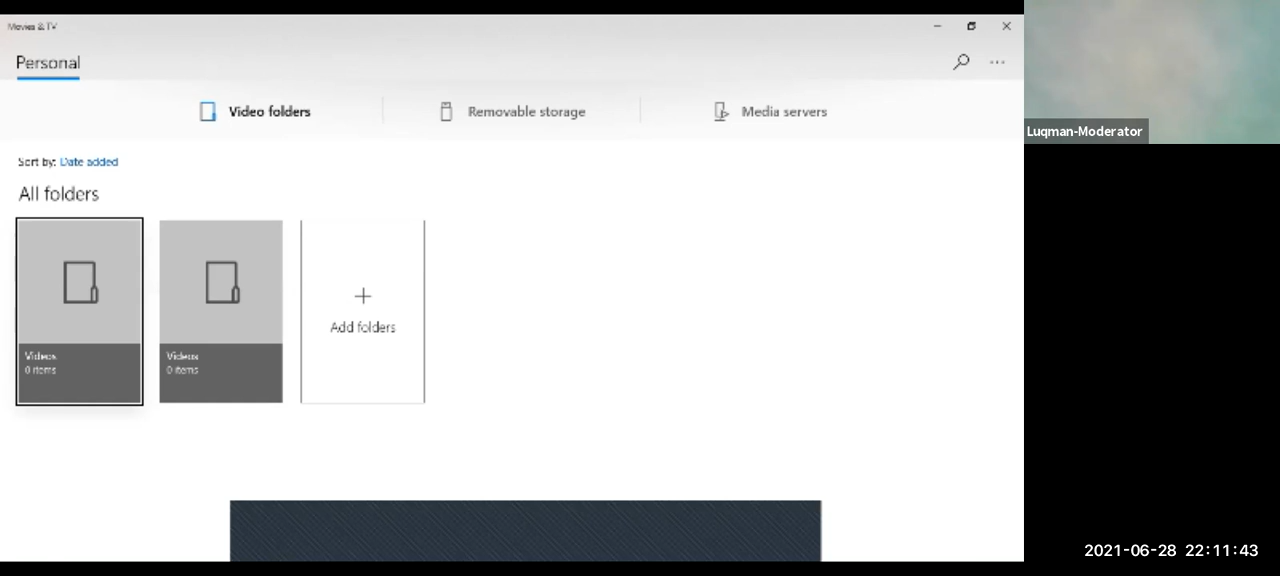 Movies & TV
Personal
Video folders
Removable storage
Media servers
Sort by: Date added
All folders
Videos
0 items
Videos
0 items
Add folders
Luqman-Moderator
2021-06-28 22:11:43